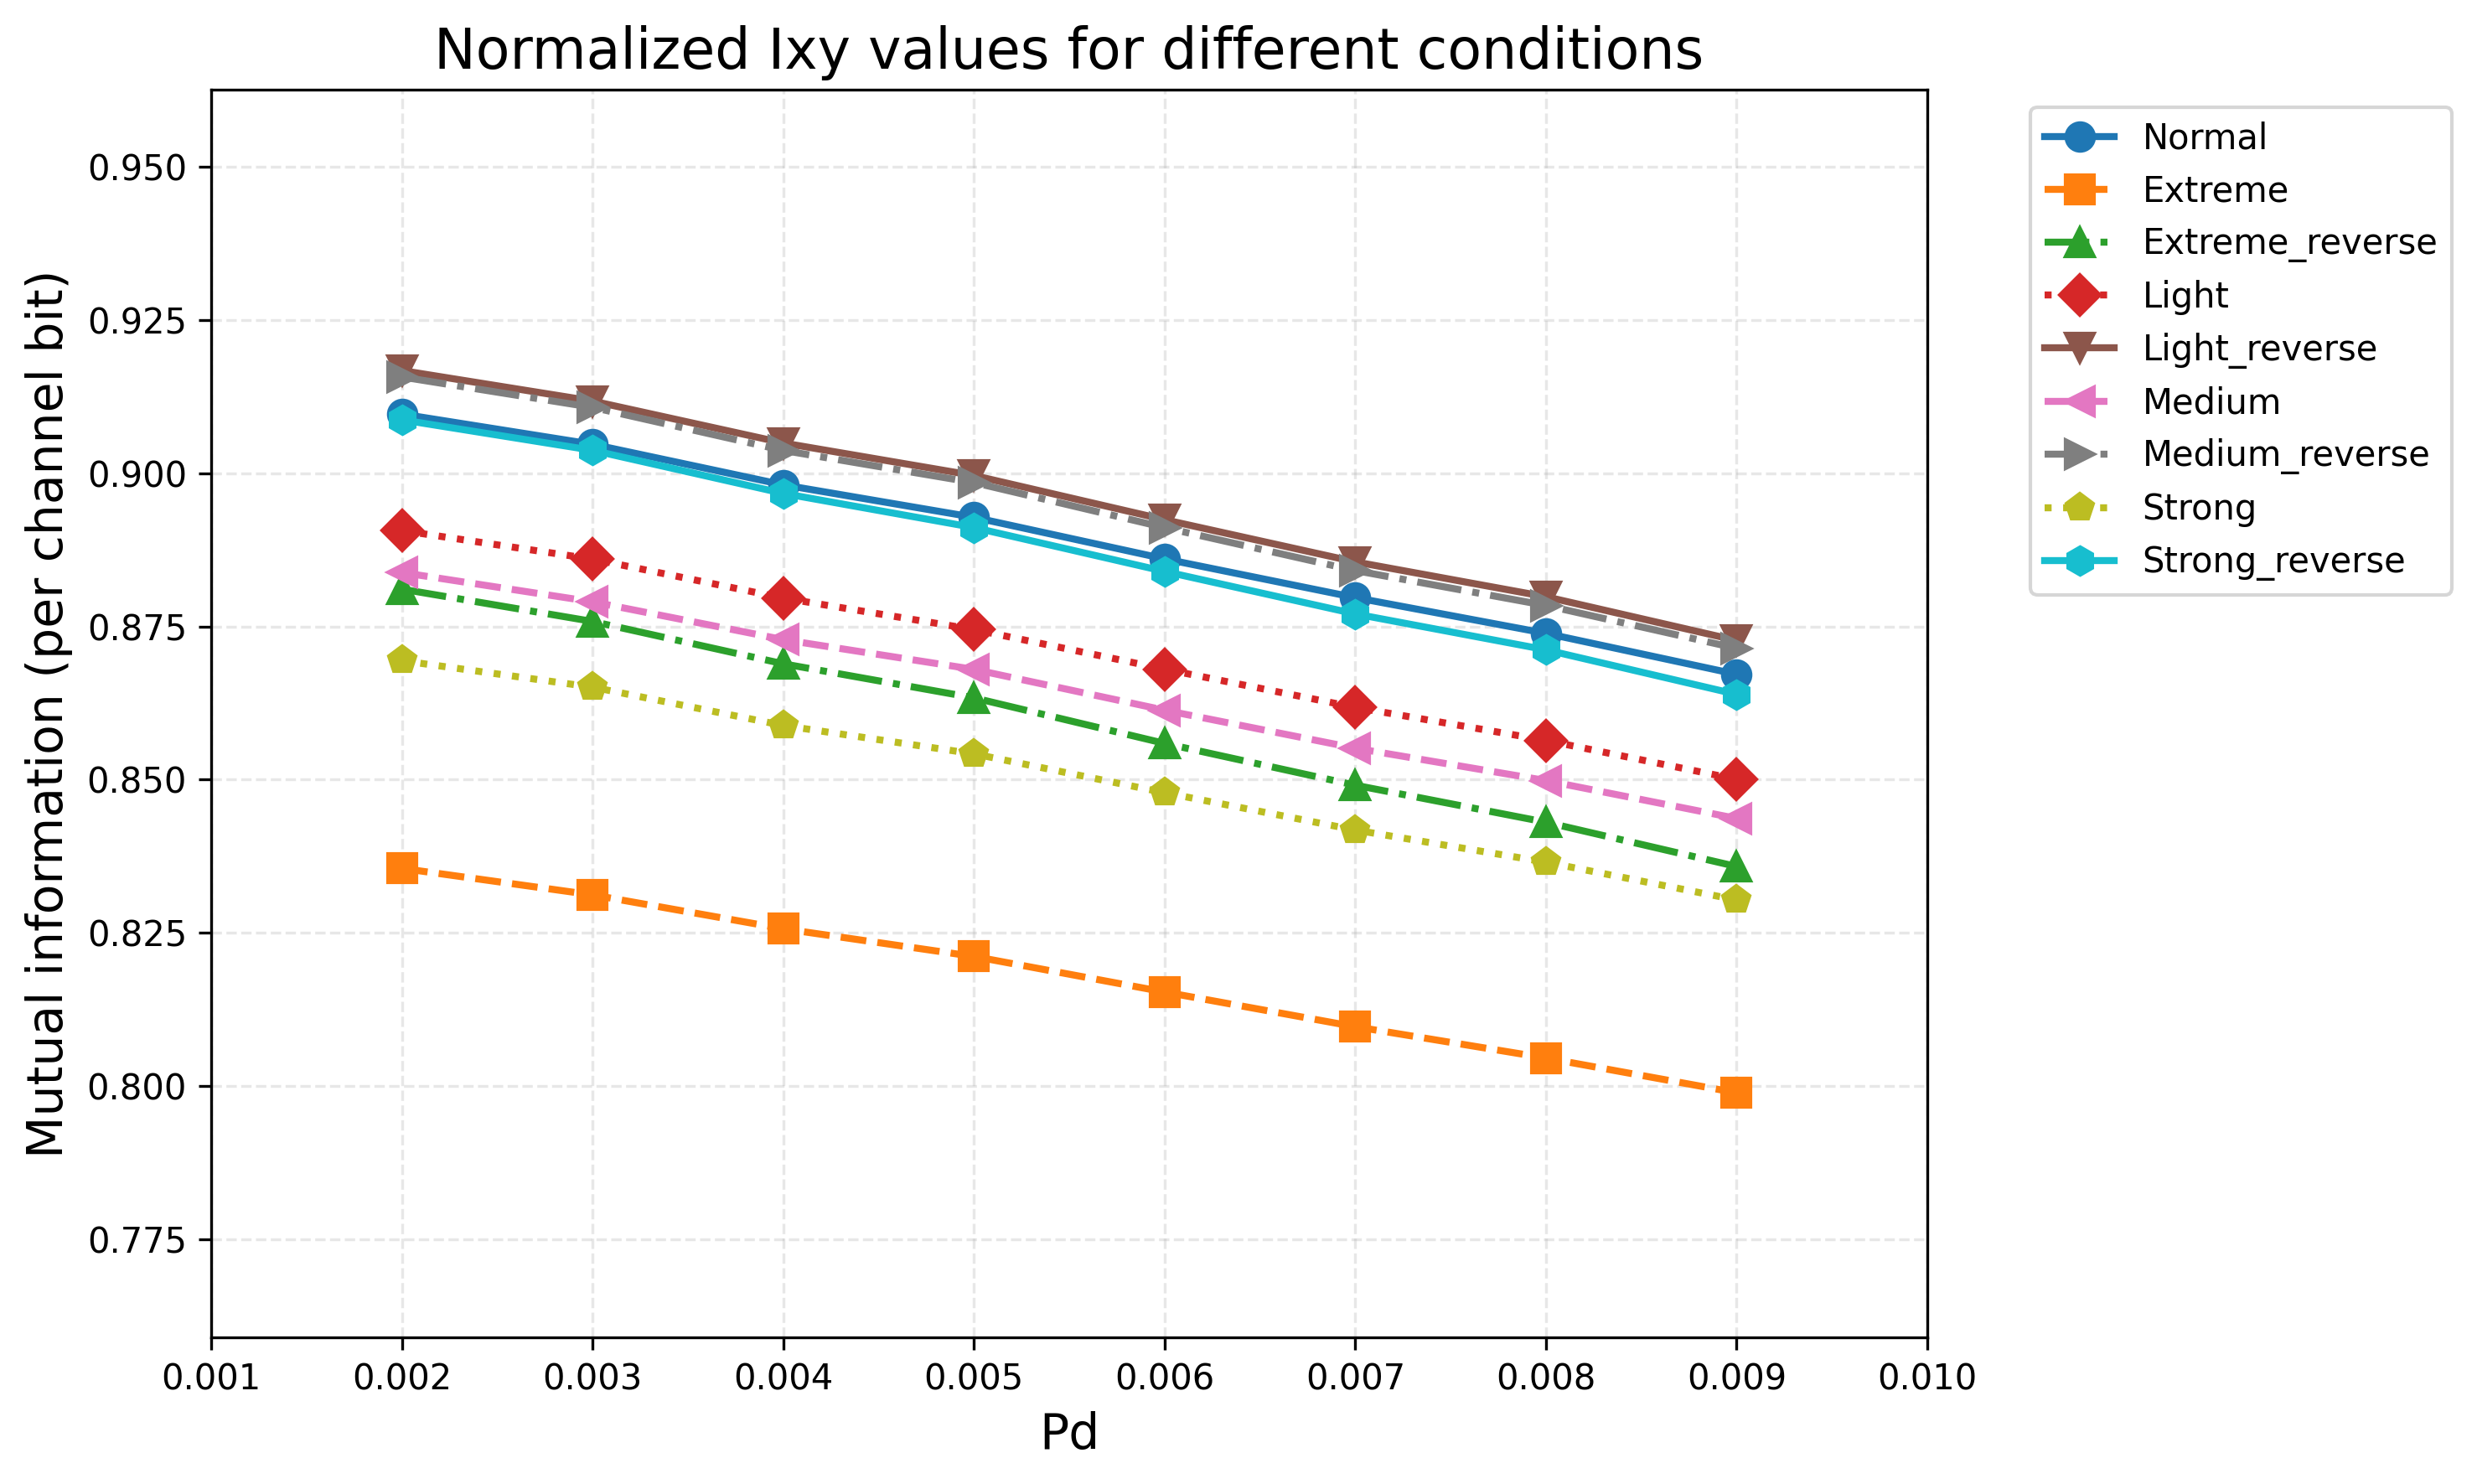 Normalized Ixy values for different conditions
Mutual information (per channel bit)
0.950
0.925
0.900
0.875
0.850
0.825
0.800
0.775
0.001 0.002 0.003 0.004 0.005 0.006 0.007 0.008 0.009 0.010
Pd
Normal
Extreme
Extreme_reverse
Light
Light_reverse
Medium
Medium_reverse
Strong
Strong_reverse